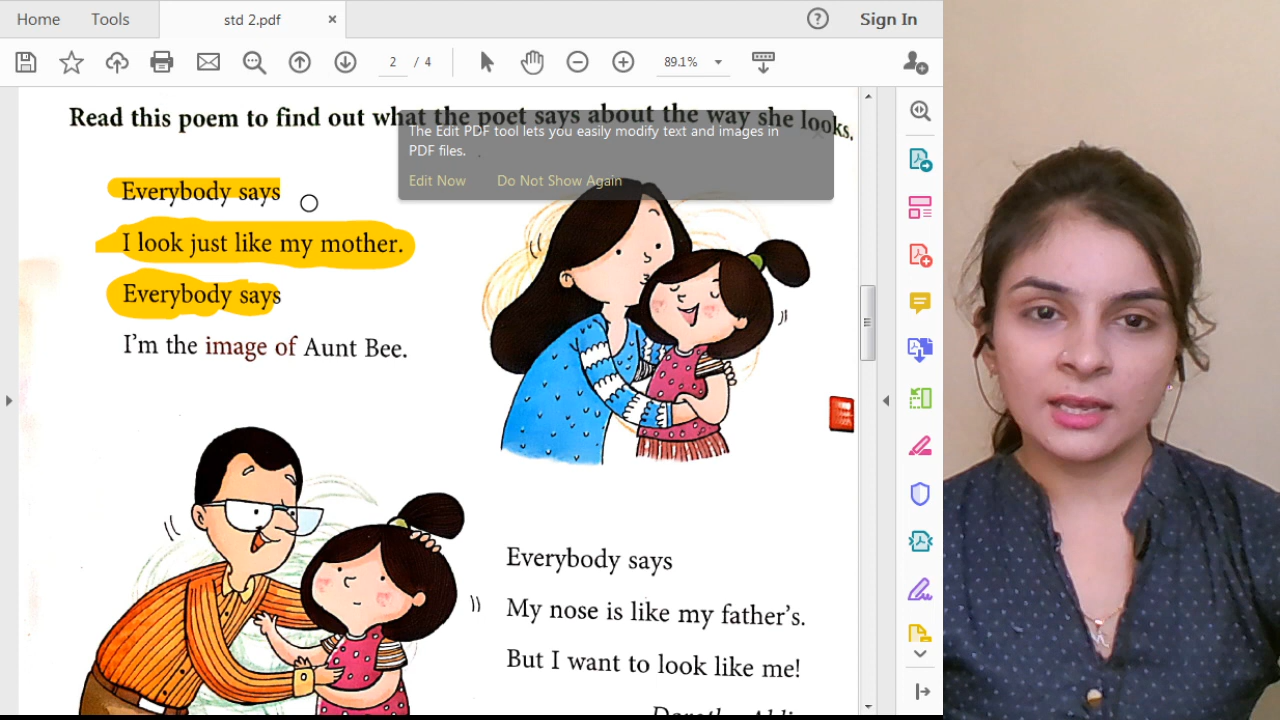 Home Tools std 2.pdf × ? Sign In
2 / 4 89.1%
Read this poem to find out what the poet says about the way she looks.
The Edit PDF tool lets you easily modify text and images in
PDF files.
Edit Now Do Not Show Again
Everybody says
I look just like my mother.
Everybody says
I'm the image of Aunt Bee.
Everybody says
My nose is like my father's.
But I want to look like me!